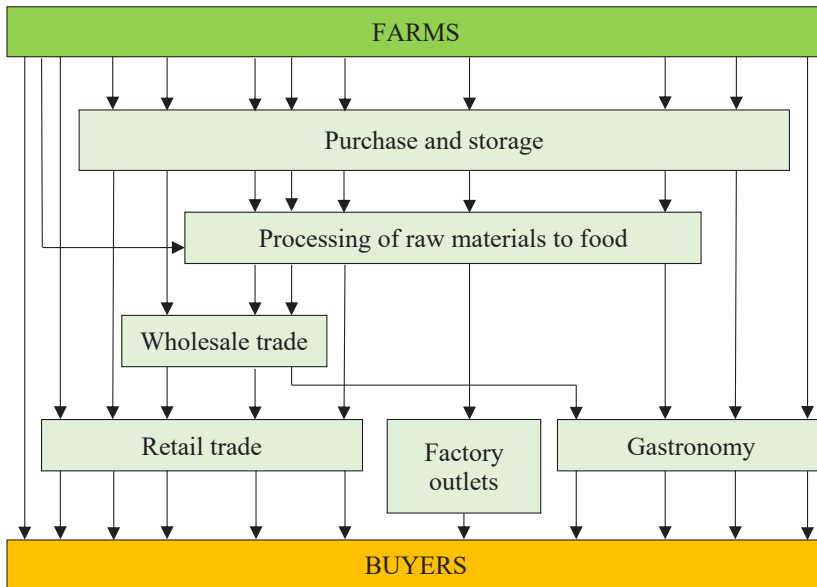 FARMS
Purchase and storage
Processing of raw materials to food
Wholesale trade
Retail trade
Factory
outlets
Gastronomy
BUYERS